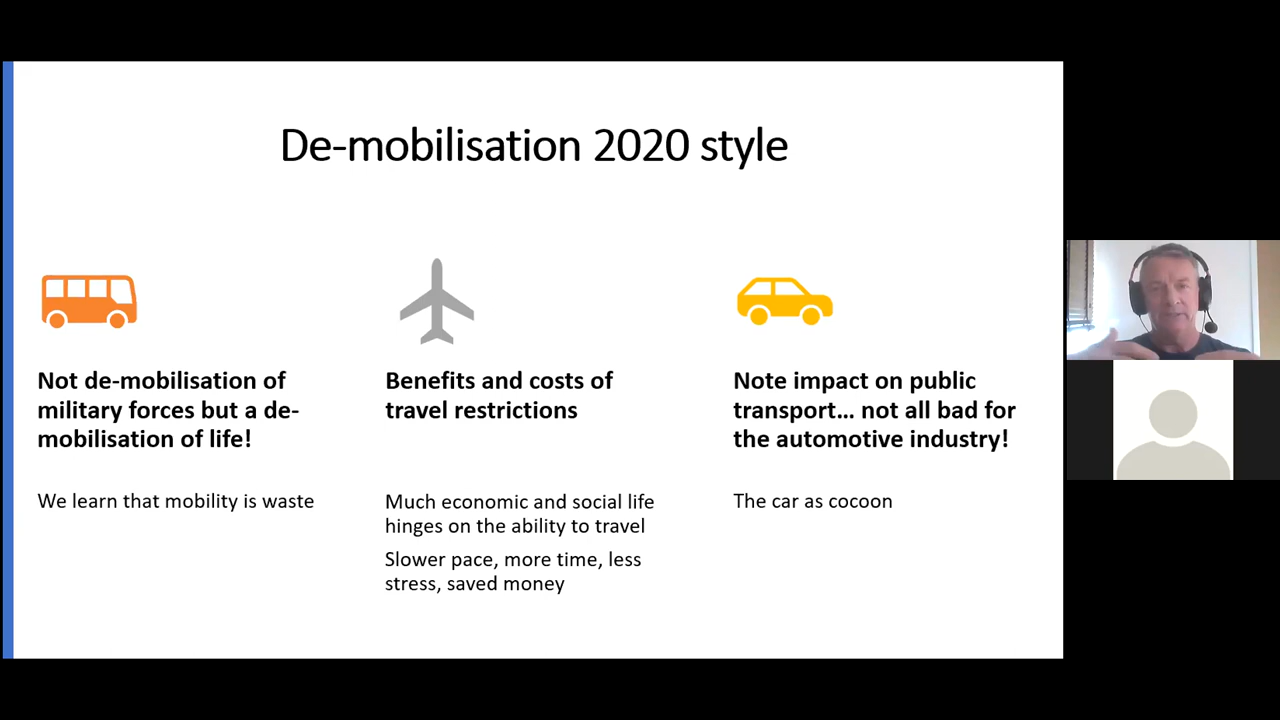 De-mobilisation 2020 style
Not de-mobilisation of
military forces but a de-
mobilisation of life!
We learn that mobility is waste
Benefits and costs of
travel restrictions
Much economic and social life
hinges on the ability to travel
Slower pace, more time, less
stress, saved money
Note impact on public
transport... not all bad for
the automotive industry!
The car as cocoon